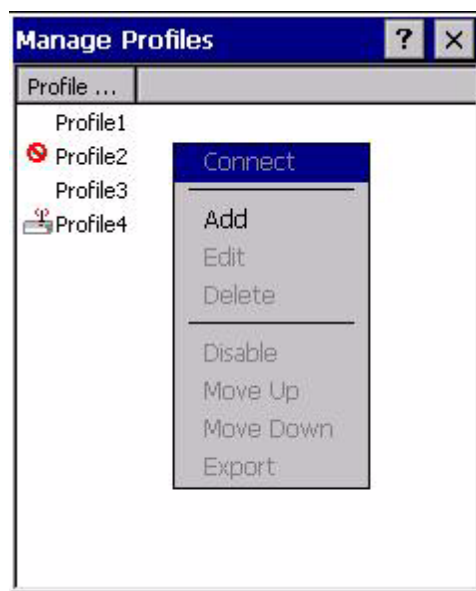 Manage Profiles ? ×
Profile ...
Profile1
Profile2
Profile3
Profile4
Connect
Add
Edit
Delete
Disable
Move Up
Move Down
Export